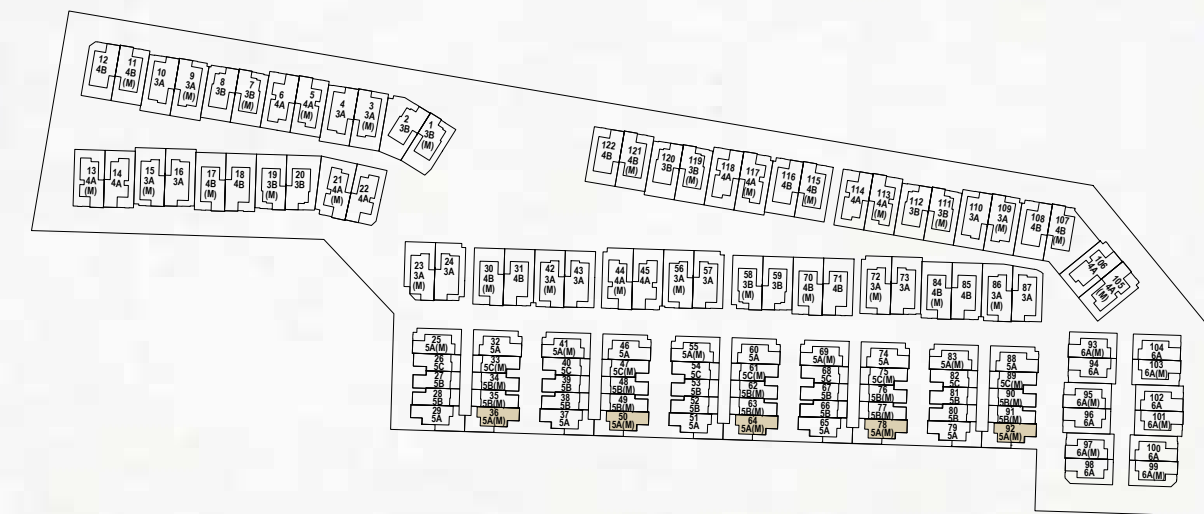 12
4B
11
4B
(M)
10
3A
9
3A
(M)
8
3B
7
3B
(M)
6
4A
5
4A
(M)
4
3A
3
3A
(M)
2
3B
1
3B
(M)
13
4A
(M)
14
4A
15
3A
(M)
16
3A
17
4B
(M)
18
4B
19
3B
(M)
20
3B
21
4A
(M)
22
4A
122
4B
121
4B
(M)
120
3B
119
3B
(M)
118
4A
117
4A
(M)
116
4B
115
4B
(M)
114
4A
113
4A
(M)
112
3B
111
3B
(M)
110
3A
109
3A
(M)
108
4B
107
4B
(M)
106
4A
105
4A
(M)
23
3A
(M)
24
3A
30
4B
(M)
31
4B
42
3A
(M)
43
3A
44
4A
(M)
45
4A
56
3A
(M)
57
3A
58
3B
(M)
59
3B
70
4B
(M)
71
4B
72
3A
(M)
73
3A
84
4B
(M)
85
4B
86
3A
(M)
87
3A
25
5A(M)
26
5C
27
5B
28
5B
29
5A
32
5A
33
5C(M)
34
5B(M)
35
5B(M)
36
5A(M)
41
5A(M)
40
5C
39
5B
38
5B
37
5A
46
5A
47
5C(M)
48
5B(M)
49
5B(M)
50
5A(M)
55
5A(M)
54
5C
53
5B
52
5B
51
5A
60
5A
61
5C(M)
62
5B(M)
63
5B(M)
64
5A(M)
69
5A(M)
68
5C
67
5B
66
5B
65
5A
74
5A
75
5C(M)
76
5B(M)
77
5B(M)
78
5A(M)
83
5A(M)
82
5C
81
5B
80
5B
79
5A
88
5A
89
5C(M)
90
5B(M)
91
5B(M)
92
5A(M)
93
6A(M)
94
6A
95
6A(M)
96
6A
97
6A(M)
98
6A
104
6A
103
6A(M)
102
6A
101
6A(M)
100
6A
99
6A(M)